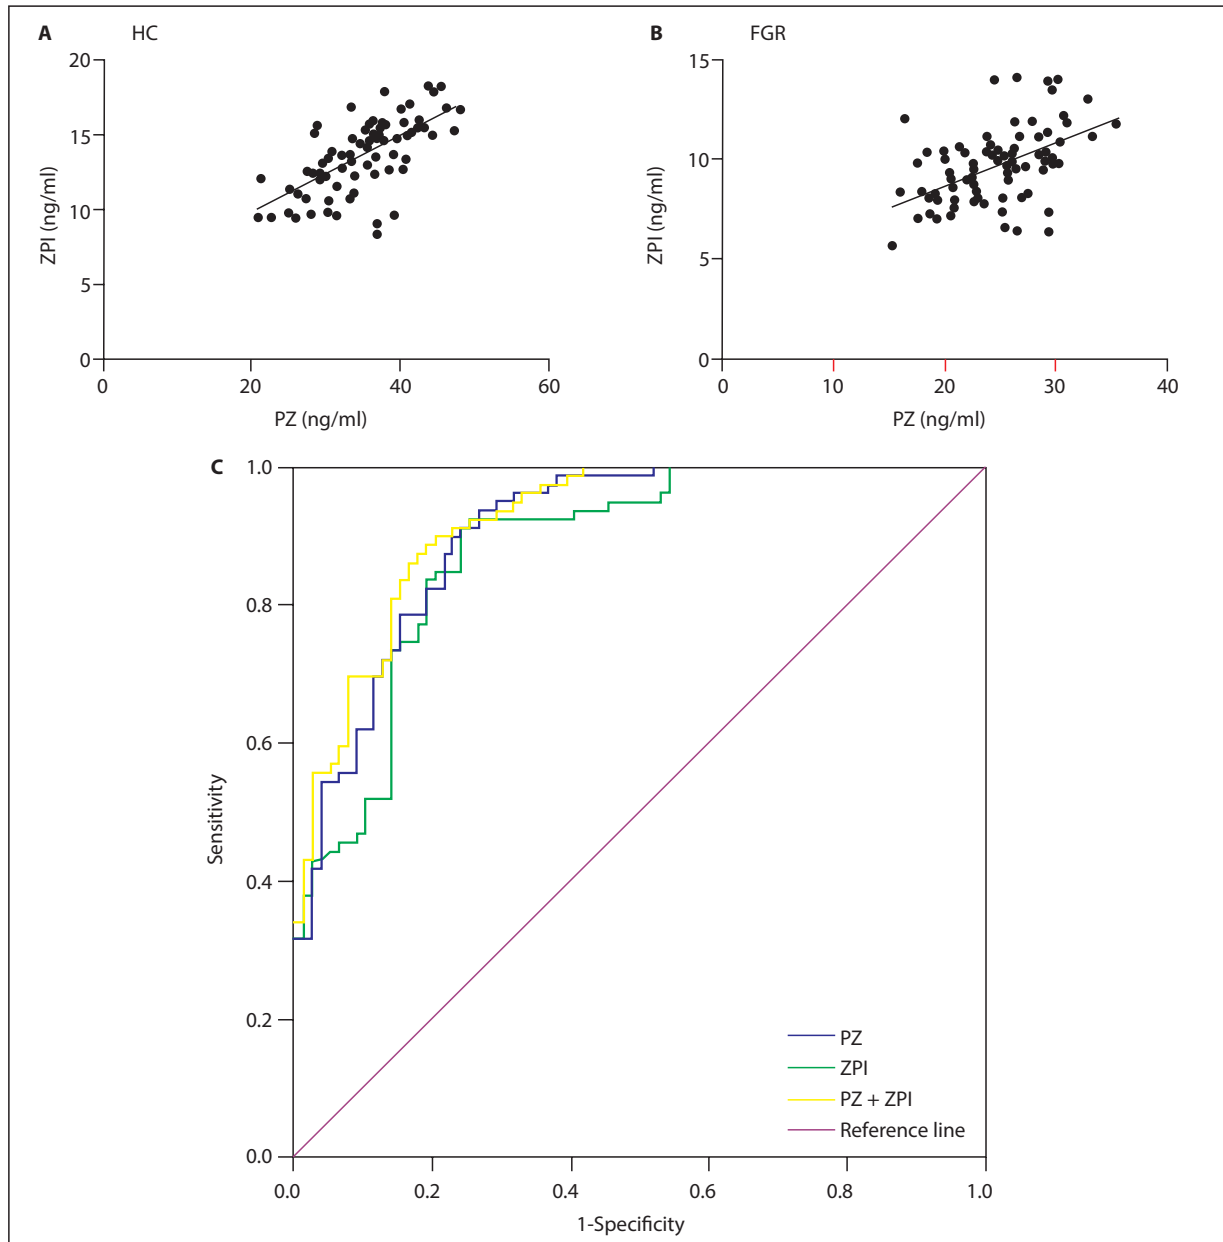 A HC
20
15
10
5
0
ZPI (ng/ml)
0 20 40 60
PZ (ng/ml)
B FGR
15
10
5
0
ZPI (ng/ml)
0 10 20 30 40
PZ (ng/ml)
C
1.0
0.8
0.6
0.4
0.2
0.0
Sensitivity
PZ
ZPI
PZ + ZPI
Reference line
0.0 0.2 0.4 0.6 0.8 1.0
1-Specificity